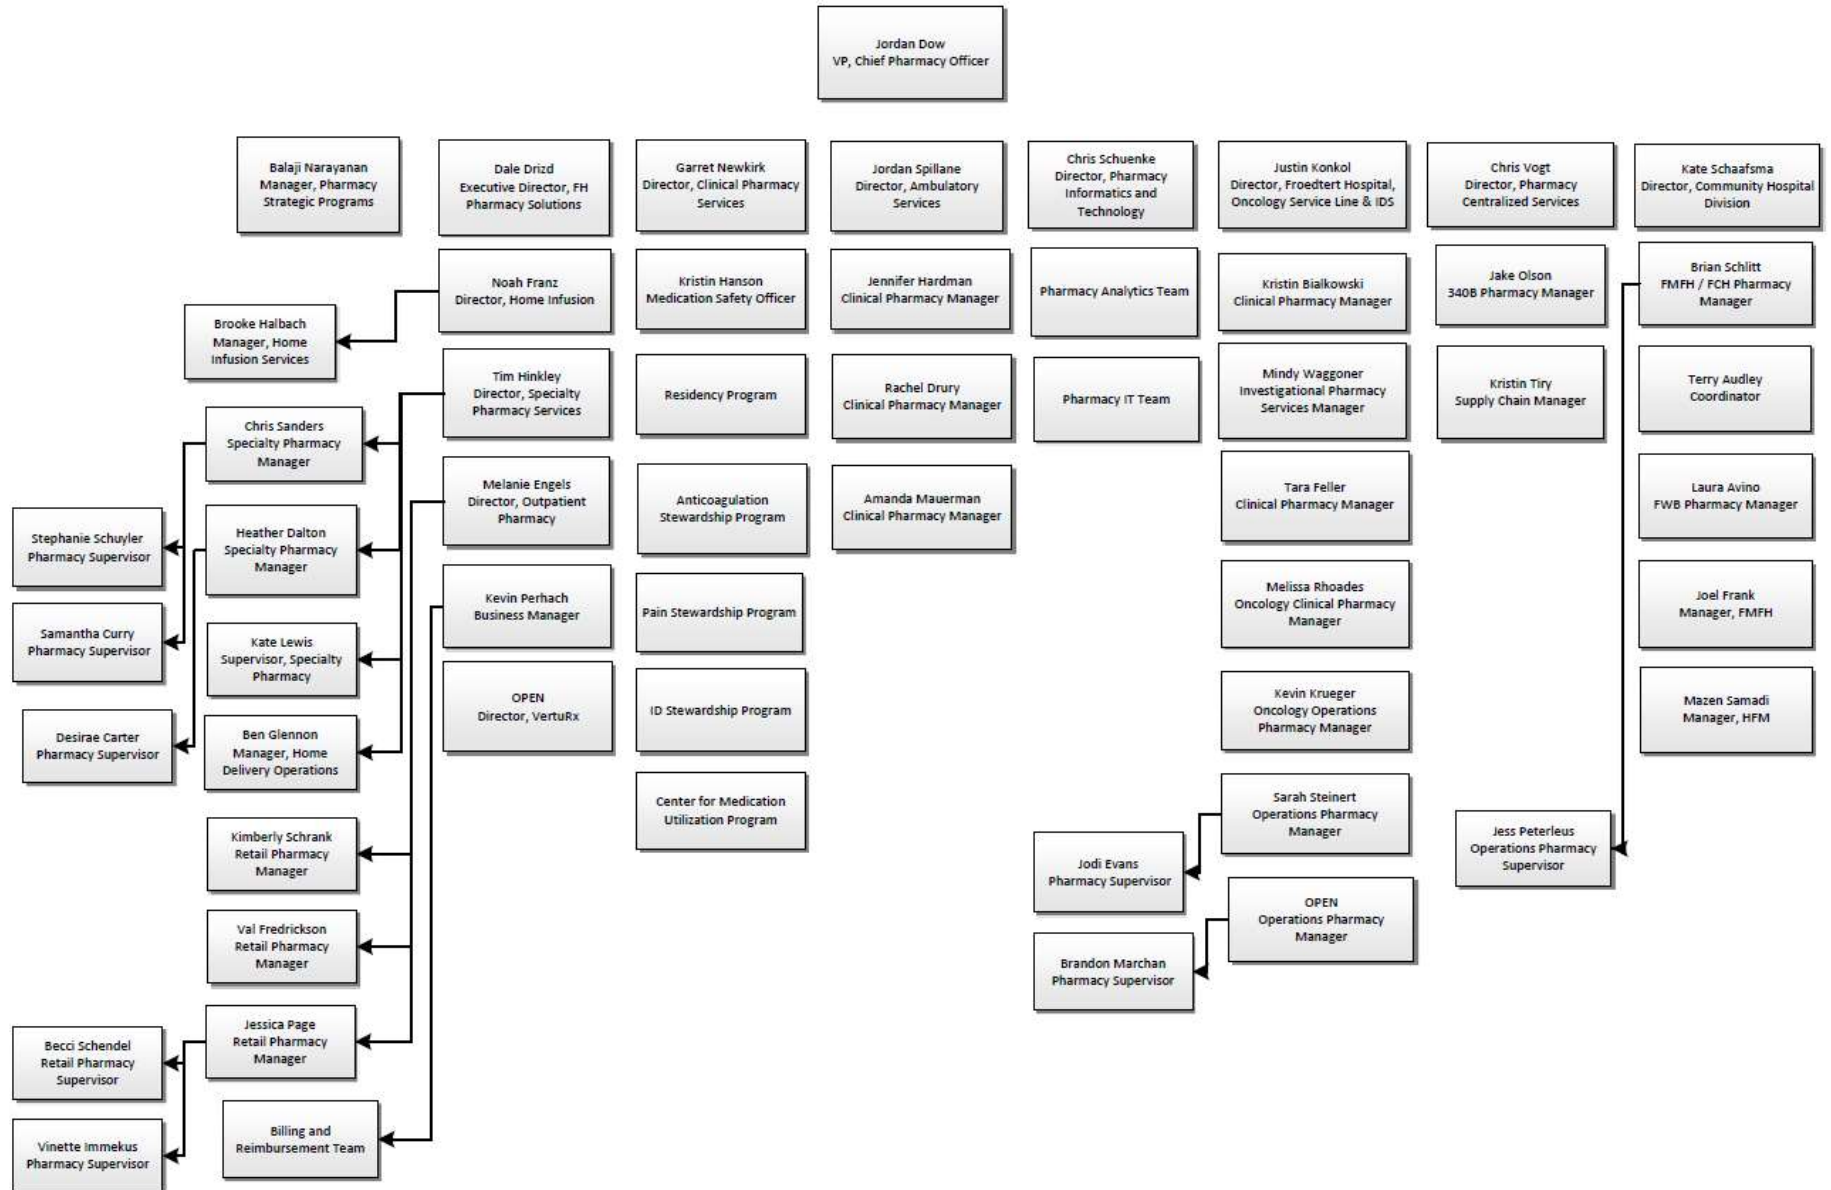 Jordan Dow
VP, Chief Pharmacy Officer
Balaji Narayanan
Manager, Pharmacy
Strategic Programs
Dale Drizd
Executive Director, FH
Pharmacy Solutions
Garret Newkirk
Director, Clinical Pharmacy
Services
Jordan Spillane
Director, Ambulatory
Services
Chris Schuenke
Director, Pharmacy
Informatics and
Technology
Justin Konkol
Director, Froedtert Hospital,
Oncology Service Line & IDS
Chris Vogt
Director, Pharmacy
Centralized Services
Kate Schaafsma
Director, Community Hospital
Division
Noah Franz
Director, Home Infusion
Brooke Halbach
Manager, Home
Infusion Services
Tim Hinkley
Director, Specialty
Pharmacy Services
Chris Sanders
Specialty Pharmacy
Manager
Stephanie Schuyler
Pharmacy Supervisor
Samantha Curry
Pharmacy Supervisor
Heather Dalton
Specialty Pharmacy
Manager
Desirae Carter
Pharmacy Supervisor
Kate Lewis
Supervisor, Specialty
Pharmacy
Ben Glennon
Manager, Home
Delivery Operations
Melanie Engels
Director, Outpatient
Pharmacy
Kimberly Schrank
Retail Pharmacy
Manager
Val Fredrickson
Retail Pharmacy
Manager
Jessica Page
Retail Pharmacy
Manager
Becci Schendel
Retail Pharmacy
Supervisor
Vinette Immekus
Pharmacy Supervisor
Kevin Perhach
Business Manager
Billing and
Reimbursement Team
OPEN
Director, VertuRx
Kristin Hanson
Medication Safety Officer
Residency Program
Anticoagulation
Stewardship Program
Pain Stewardship Program
ID Stewardship Program
Center for Medication
Utilization Program
Jennifer Hardman
Clinical Pharmacy Manager
Rachel Drury
Clinical Pharmacy Manager
Amanda Mauerman
Clinical Pharmacy Manager
Pharmacy Analytics Team
Pharmacy IT Team
Kristin Bialkowski
Clinical Pharmacy Manager
Mindy Waggoner
Investigational Pharmacy
Services Manager
Tara Feller
Clinical Pharmacy Manager
Melissa Rhoades
Oncology Clinical Pharmacy
Manager
Kevin Krueger
Oncology Operations
Pharmacy Manager
Sarah Steinert
Operations Pharmacy
Manager
Jodi Evans
Pharmacy Supervisor
OPEN
Operations Pharmacy
Manager
Brandon Marchan
Pharmacy Supervisor
Jake Olson
340B Pharmacy Manager
Kristin Tiry
Supply Chain Manager
Brian Schlitt
FMFH / FCH Pharmacy
Manager
Terry Audley
Coordinator
Laura Avino
FWB Pharmacy Manager
Joel Frank
Manager, FMFH
Mazen Samadi
Manager, HFM
Jess Peterleus
Operations Pharmacy
Supervisor